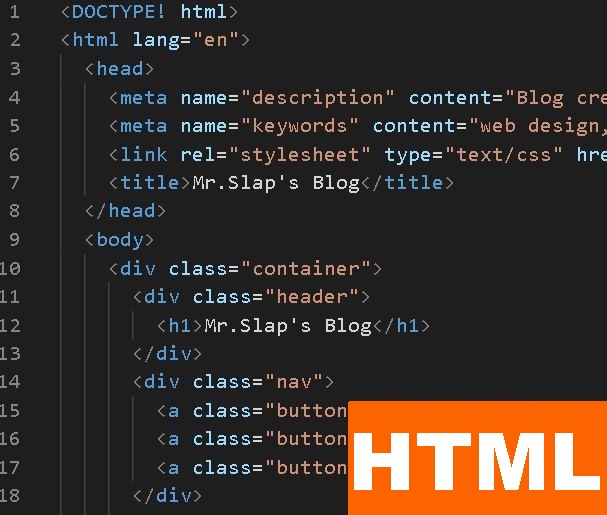 1 <DOCTYPE! html>
2 <html lang="en">
3 <head>
4 <meta name="description" content="Blog cre
5 <meta name="keywords" content="web design,
6 <link rel="stylesheet" type="text/css" hre
7 <title>Mr.Slap's Blog</title>
8 </head>
9 <body>
10 <div class="container">
11 <div class="header">
12 <h1>Mr.Slap's Blog</h1>
13 </div>
14 <div class="nav">
15 <a class="button
16 <a class="button
17 <a class="button
18 </div>
HTML